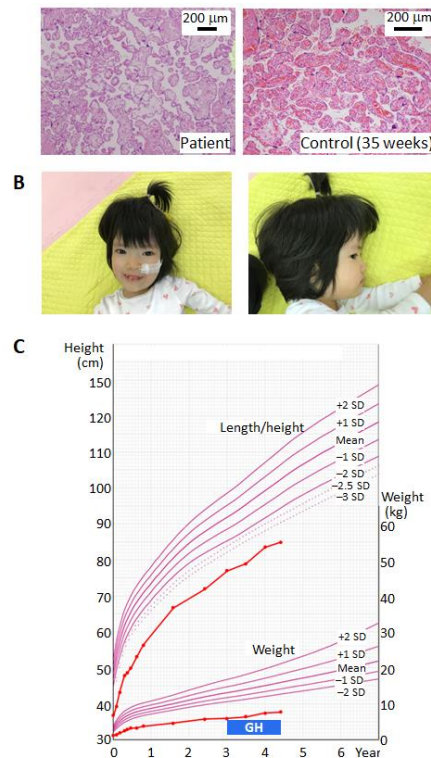 200 μm
200 μm
Patient
Control (35 weeks)
B
C
Height
(cm)
150
+2 SD
140
Length/height
+1 SD
130
Mean
120
–1 SD
110
–2 SD
–2.5 SD
100
–3 SD
Weight
(kg)
90
60
80
50
70
40
60
Weight
+2 SD
30
50
+1 SD
20
Mean
40
–1 SD
10
–2 SD
GH
30
0
0 1 2 3 4 5 6 Year